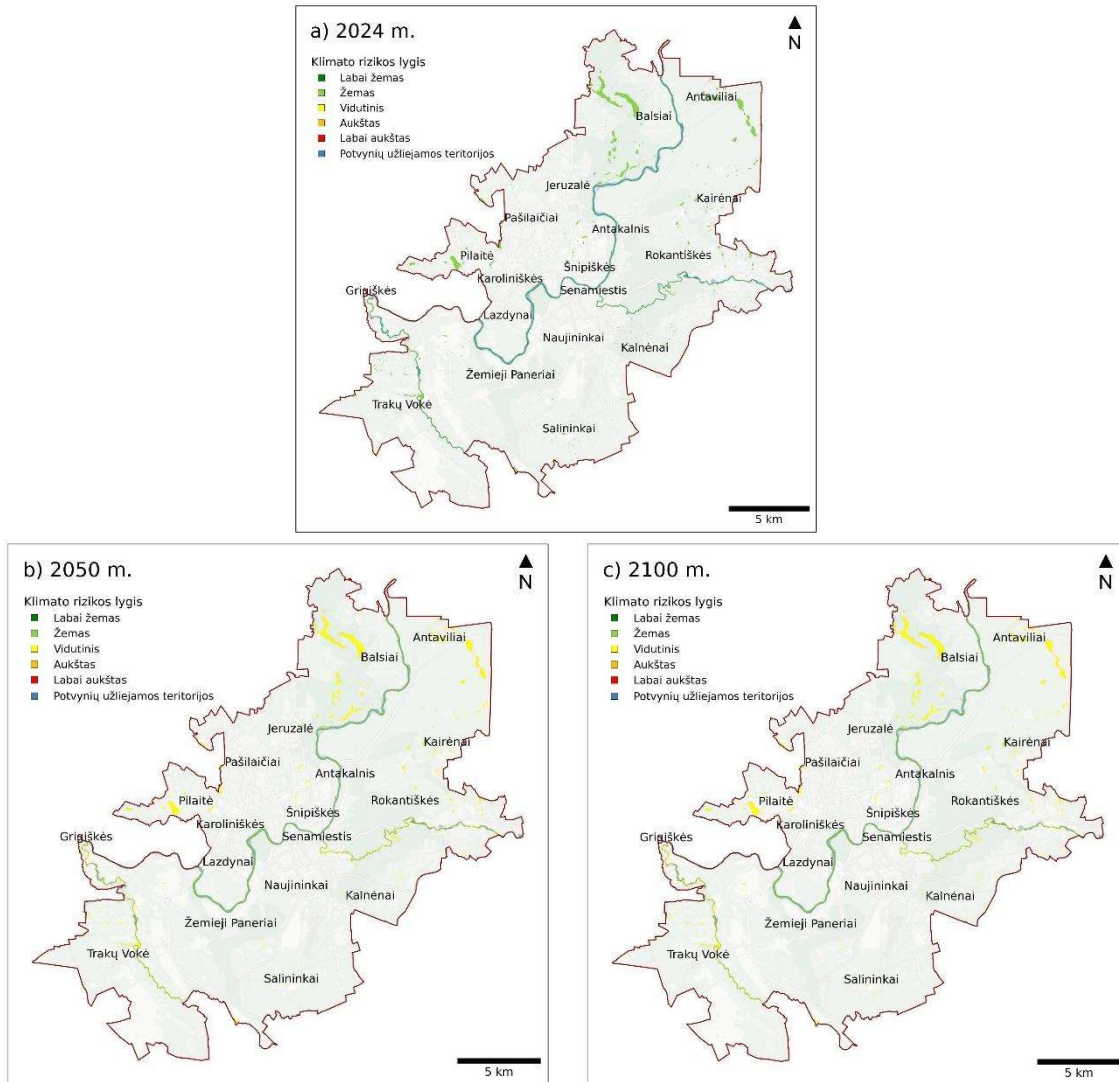 a) 2024 m.
N
Klimato rizikos lygis
Labai žemas
Žemas
Vidutinis
Aukštas
Labai aukštas
Potvynių užliejamos teritorijos
Antaviliai
Balsiai
Jeruzalė
Kairėnai
Pašilaičiai
Antakalnis
Pilaitė
Rokantiškės
Šnipiškės
Karoliniškės
Grigiškės
Senamiestis
Lazdynai
Naujininkai
Kalnėnai
Žemieji Paneriai
Trakų Vokė
Salininkai
5 km
b) 2050 m.
N
Klimato rizikos lygis
Labai žemas
Žemas
Vidutinis
Aukštas
Labai aukštas
Potvynių užliejamos teritorijos
Antaviliai
Balsiai
Jeruzalė
Kairėnai
Pašilaičiai
Antakalnis
Pilaitė
Rokantiškės
Šnipiškės
Karoliniškės
Grigiškės
Senamiestis
Lazdynai
Naujininkai
Kalnėnai
Žemieji Paneriai
Trakų Vokė
Salininkai
5 km
c) 2100 m.
N
Klimato rizikos lygis
Labai žemas
Žemas
Vidutinis
Aukštas
Labai aukštas
Potvynių užliejamos teritorijos
Antaviliai
Balsiai
Jeruzalė
Kairėnai
Pašilaičiai
Antakalnis
Pilaitė
Rokantiškės
Šnipiškės
Karoliniškės
Grigiškės
Senamiestis
Lazdynai
Naujininkai
Kalnėnai
Žemieji Paneriai
Trakų Vokė
Salininkai
5 km